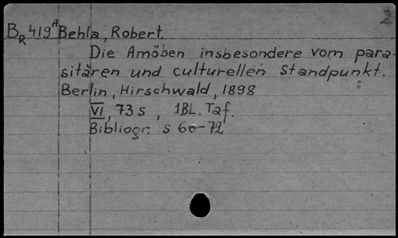 2
BR 419A Behla, Robert
Die Amöben insbesondere vom para-
sitären und culturellen Standpunkt.
Berlin, Hirschwald, 1898
VI, 73 s, 1BL. Taf.
Bibliogr. s 60-72